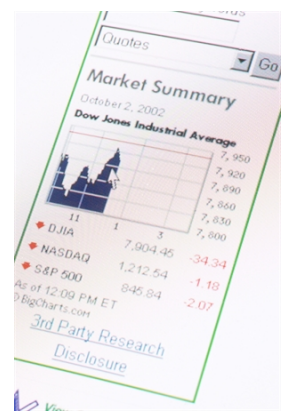 Quotes
Go
Market Summary
October 2, 2002
Dow Jones Industrial Average
7,950
7,920
7,890
7,860
7,830
7,800
11 1 3
DJIA 7,904.45 -34.34
NASDAQ 1,212.54 -1.18
S&P 500 845.84 -2.07
As of 12:09 PM ET
©BigCharts.com
3rd Party Research
Disclosure